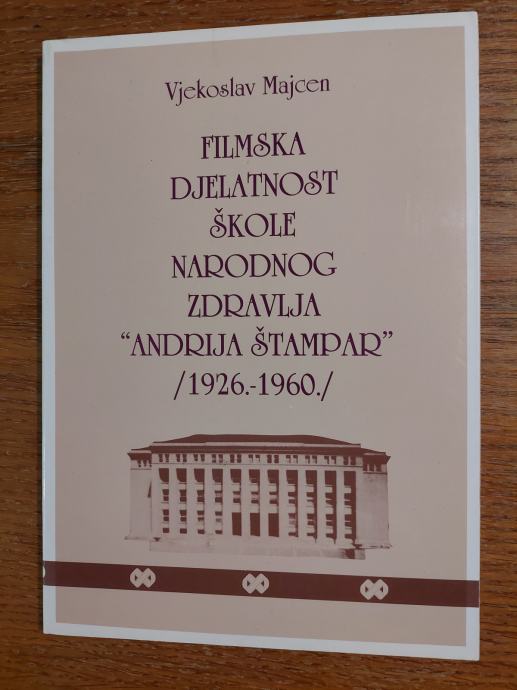 Vjekoslav Majcen
FILMSKA
DJELATNOST
ŠKOLE
NARODNOG
ZDRAVLJA
“ANDRIJA ŠTAMPAR”
/1926.-1960./